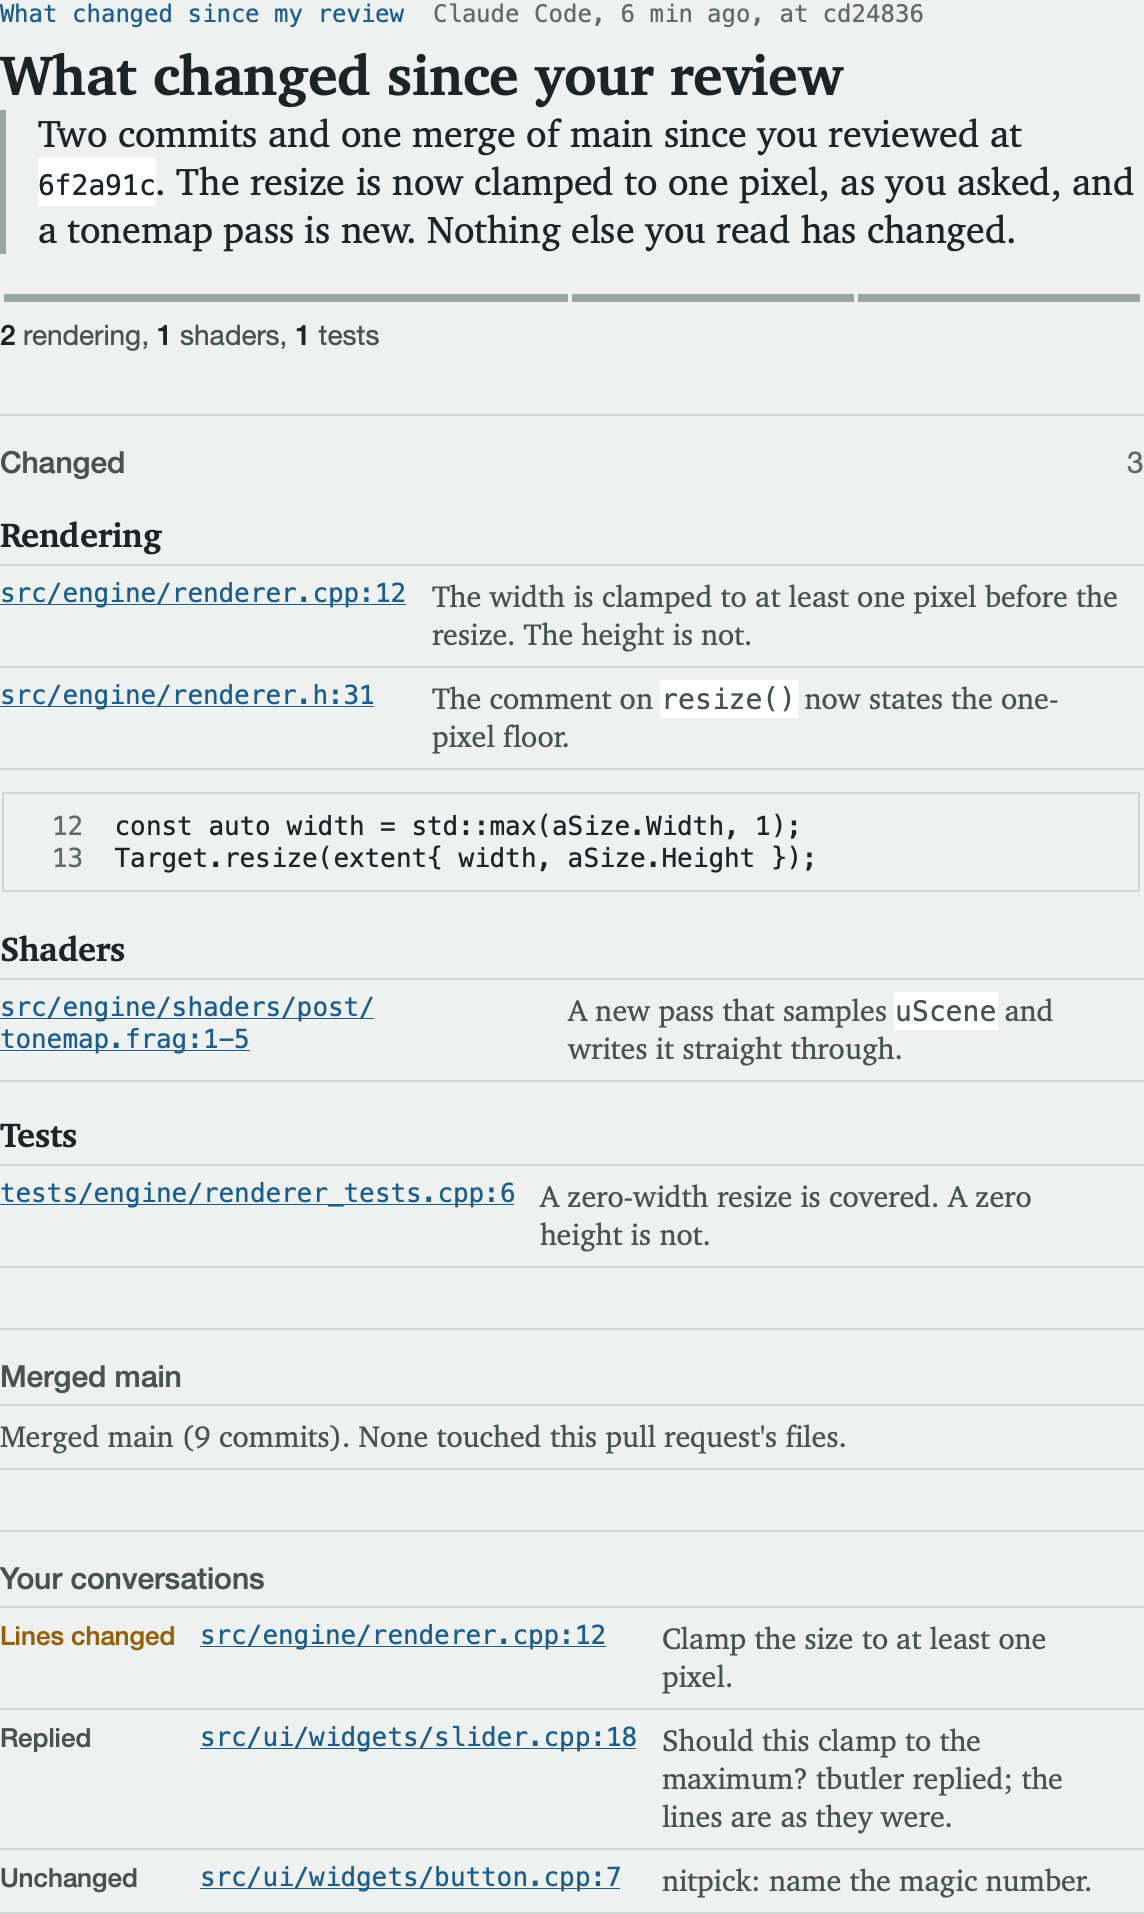 What changed since my review Claude Code, 6 min ago, at cd24836
What changed since your review
Two commits and one merge of main since you reviewed at
6f2a91c. The resize is now clamped to one pixel, as you asked, and
a tonemap pass is new. Nothing else you read has changed.
2 rendering, 1 shaders, 1 tests
Changed 3
Rendering
src/engine/renderer.cpp:12 The width is clamped to at least one pixel before the
resize. The height is not.
src/engine/renderer.h:31 The comment on resize() now states the one-
pixel floor.
12 const auto width = std::max(aSize.Width, 1);
13 Target.resize(extent{ width, aSize.Height });
Shaders
src/engine/shaders/post/ A new pass that samples uScene and
tonemap.frag:1–5 writes it straight through.
Tests
tests/engine/renderer_tests.cpp:6 A zero-width resize is covered. A zero
height is not.
Merged main
Merged main (9 commits). None touched this pull request's files.
Your conversations
Lines changed src/engine/renderer.cpp:12 Clamp the size to at least one
pixel.
Replied src/ui/widgets/slider.cpp:18 Should this clamp to the
maximum? tbutler replied; the
lines are as they were.
Unchanged src/ui/widgets/button.cpp:7 nitpick: name the magic number.